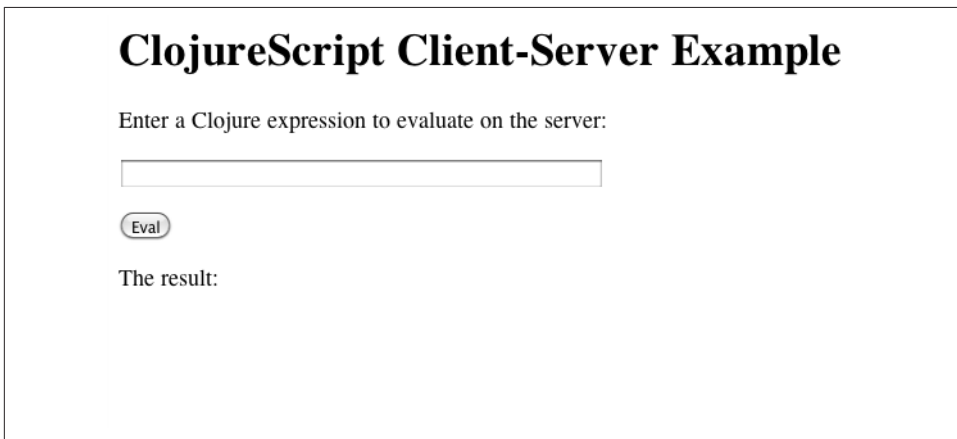 ClojureScript Client-Server Example
Enter a Clojure expression to evaluate on the server:
Eval
The result: